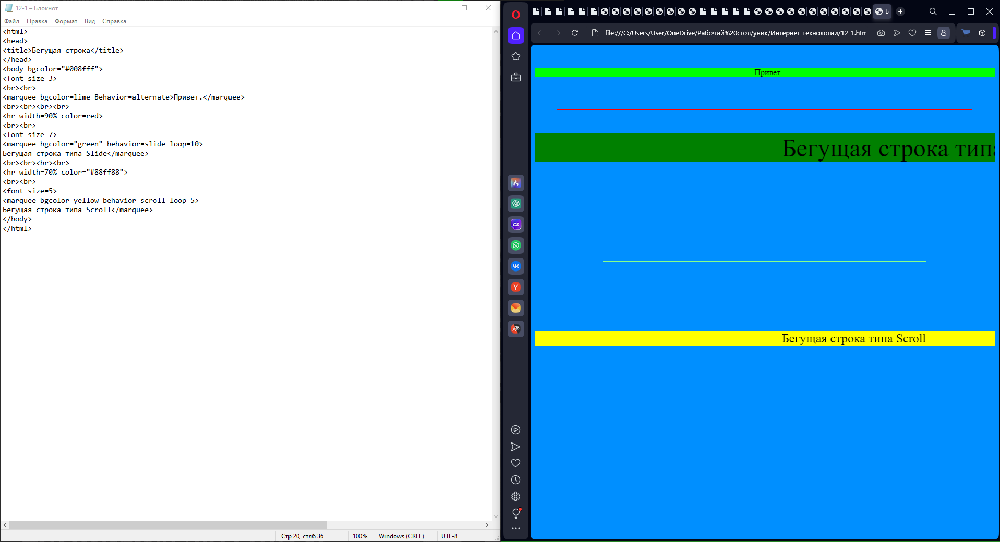 12-1 – Блокнот
Файл Правка Формат Вид Справка
<html>
<head>
<title>Бегущая строка</title>
</head>
<body bgcolor="#008fff">
<font size=3>
<br><br>
<marquee bgcolor=lime Behavior=alternate>Привет.</marquee>
<br><br><br><br>
<hr width=90% color=red>
<br><br>
<font size=7>
<marquee bgcolor="green" behavior=slide loop=10>
Бегущая строка типа Slide</marquee>
<br><br><br><br>
<hr width=70% color="#88ff88">
<br><br>
<font size=5>
<marquee bgcolor=yellow behavior=scroll loop=5>
Бегущая строка типа Scroll</marquee>
</body>
</html>
Стр 20, стлб 36 100% Windows (CRLF) UTF-8
Б
file:///C:/Users/User/OneDrive/Рабочий%20стол/уник/Интернет-технологии/12-1.htm
Привет.
Бегущая строка типа
CS
Бегущая строка типа Scroll